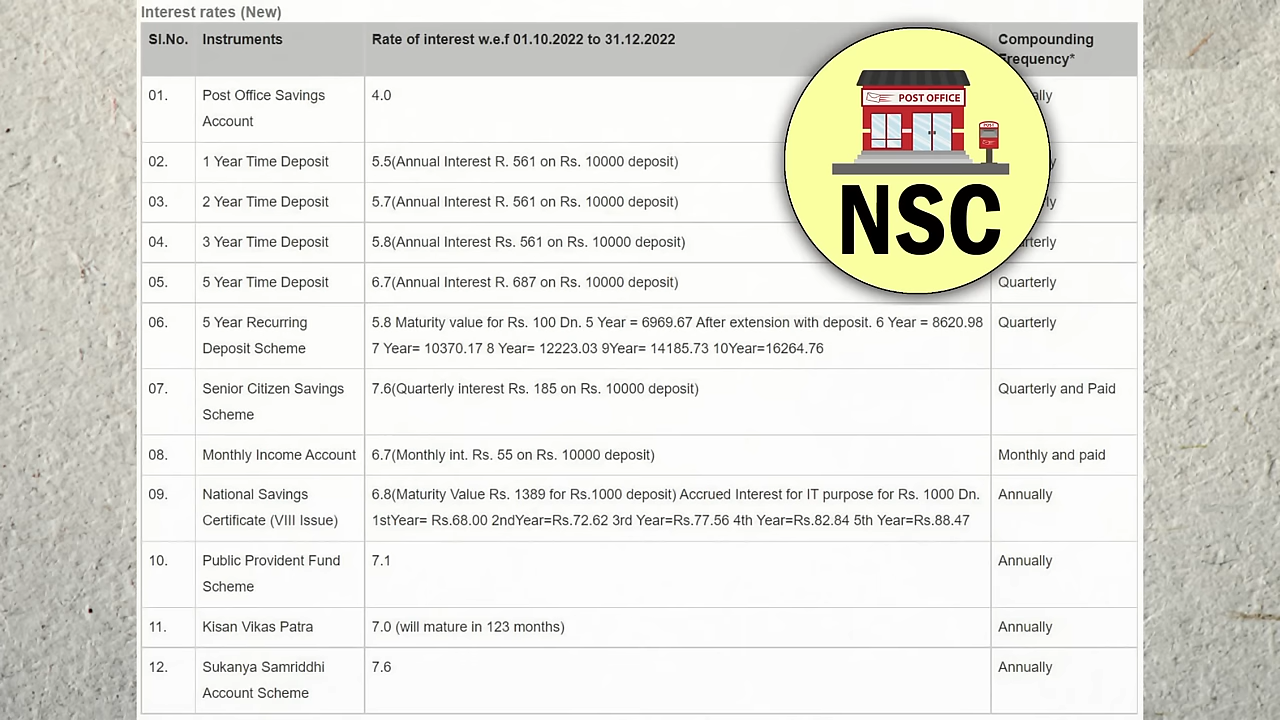 Interest rates (New)
Sl.No. Instruments Rate of interest w.e.f 01.10.2022 to 31.12.2022 Compounding
Frequency*
01. Post Office Savings 4.0
Account
02. 1 Year Time Deposit 5.5(Annual Interest R. 561 on Rs. 10000 deposit)
03. 2 Year Time Deposit 5.7(Annual Interest R. 561 on Rs. 10000 deposit)
04. 3 Year Time Deposit 5.8(Annual Interest Rs. 561 on Rs. 10000 deposit)
05. 5 Year Time Deposit 6.7(Annual Interest R. 687 on Rs. 10000 deposit) Quarterly
06. 5 Year Recurring 5.8 Maturity value for Rs. 100 Dn. 5 Year = 6969.67 After extension with deposit. 6 Year = 8620.98 Quarterly
Deposit Scheme 7 Year= 10370.17 8 Year= 12223.03 9Year= 14185.73 10Year=16264.76
07. Senior Citizen Savings 7.6(Quarterly interest Rs. 185 on Rs. 10000 deposit) Quarterly and Paid
Scheme
08. Monthly Income Account 6.7(Monthly int. Rs. 55 on Rs. 10000 deposit) Monthly and paid
09. National Savings 6.8(Maturity Value Rs. 1389 for Rs.1000 deposit) Accrued Interest for IT purpose for Rs. 1000 Dn. Annually
Certificate (VIII Issue) 1stYear= Rs.68.00 2ndYear=Rs.72.62 3rd Year=Rs.77.56 4th Year=Rs.82.84 5th Year=Rs.88.47
10. Public Provident Fund 7.1 Annually
Scheme
11. Kisan Vikas Patra 7.0 (will mature in 123 months) Annually
12. Sukanya Samriddhi 7.6 Annually
Account Scheme
POST OFFICE
POST
NSC